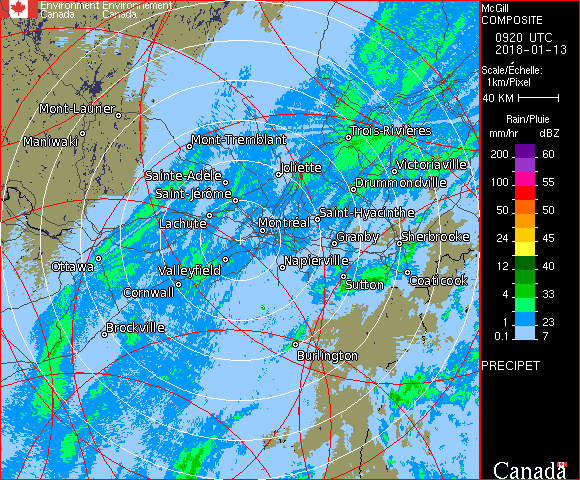 Environment Environnement
Canada Canada
McGill
COMPOSITE
0920 UTC
2018-01-13
Scale/Échelle:
1km/Pixel
40 KM
Rain/Pluie
mm/hr dBZ
200 60
100 55
50 50
24 45
12 40
4 33
1 23
0.1 7
PRECIPET
Canada
Mont-Laurier
Maniwaki
Mont-Tremblant
Trois-Rivières
Joliette
Victoriaville
Sainte-Adèle
Drummondville
Saint-Jérôme
Lachute
Saint-Hyacinthe
Montréal
Granby
Sherbrooke
Ottawa
Valleyfield
Napierville
Coaticook
Sutton
Cornwall
Brockville
Burlington